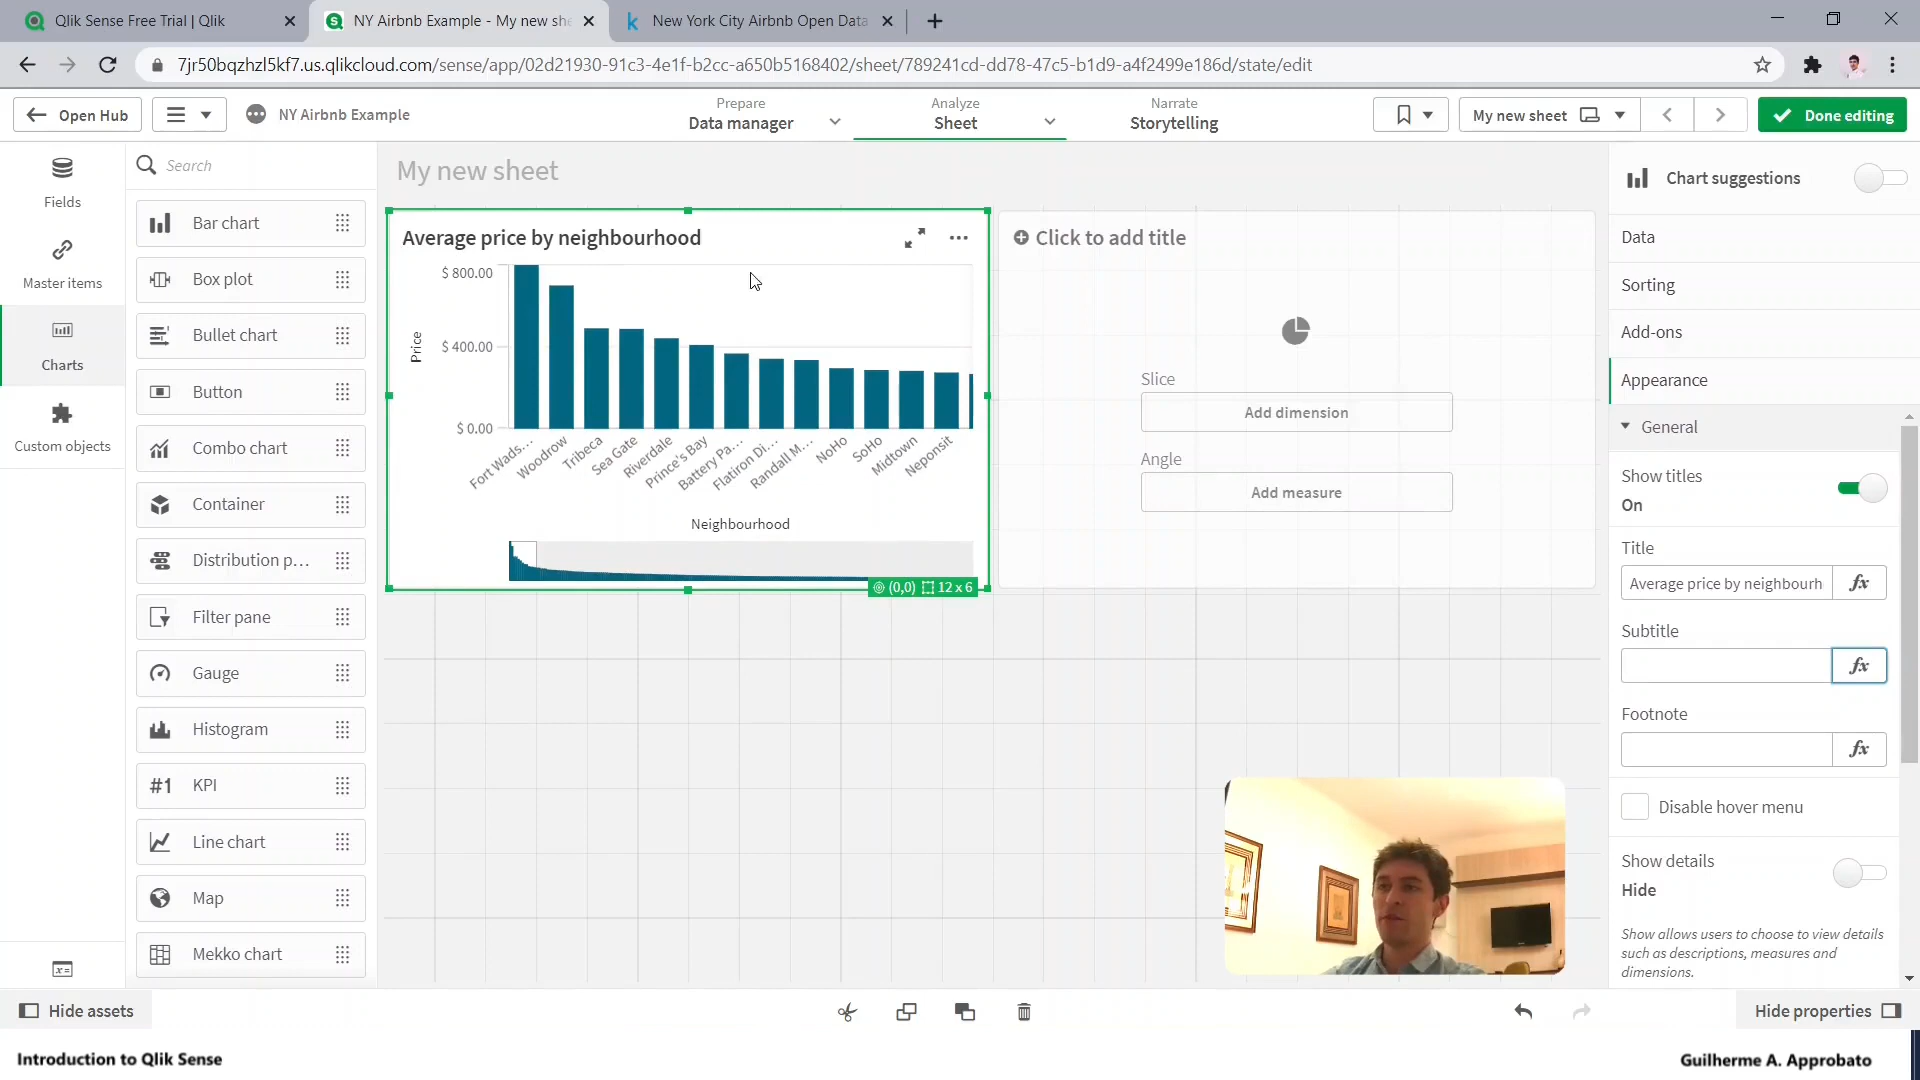 Qlik Sense Free Trial | Qlik
NY Airbnb Example - My new she
New York City Airbnb Open Data
7jr50bqzhzl5kf7.us.qlikcloud.com/sense/app/02d21930-91c3-4e1f-b2cc-a650b5168402/sheet/789241cd-dd78-47c5-b1d9-a4f2499e186d/state/edit
Open Hub
NY Airbnb Example
Prepare
Data manager
Analyze
Sheet
Narrate
Storytelling
My new sheet
Done editing
Fields
Master items
Charts
Custom objects
Search
Bar chart
Box plot
Bullet chart
Button
Combo chart
Container
Distribution p...
Filter pane
Gauge
Histogram
#1 KPI
Line chart
Map
Mekko chart
My new sheet
Average price by neighbourhood
Price
$ 800.00
$ 400.00
$ 0.00
Fort Wads...
Woodrow
Tribeca
Sea Gate
Riverdale
Prince's Bay
Battery Pa...
Flatiron Di...
Randall M...
NoHo
SoHo
Midtown
Neponsit
Neighbourhood
(0,0) 12 x 6
Click to add title
Slice
Add dimension
Angle
Add measure
Chart suggestions
Data
Sorting
Add-ons
Appearance
General
Show titles
On
Title
Average price by neighbourh
fx
Subtitle
fx
Footnote
fx
Disable hover menu
Show details
Hide
Show allows users to choose to view details
such as descriptions, measures and
dimensions.
Hide assets
Hide properties
Introduction to Qlik Sense
Guilherme A. Approbato